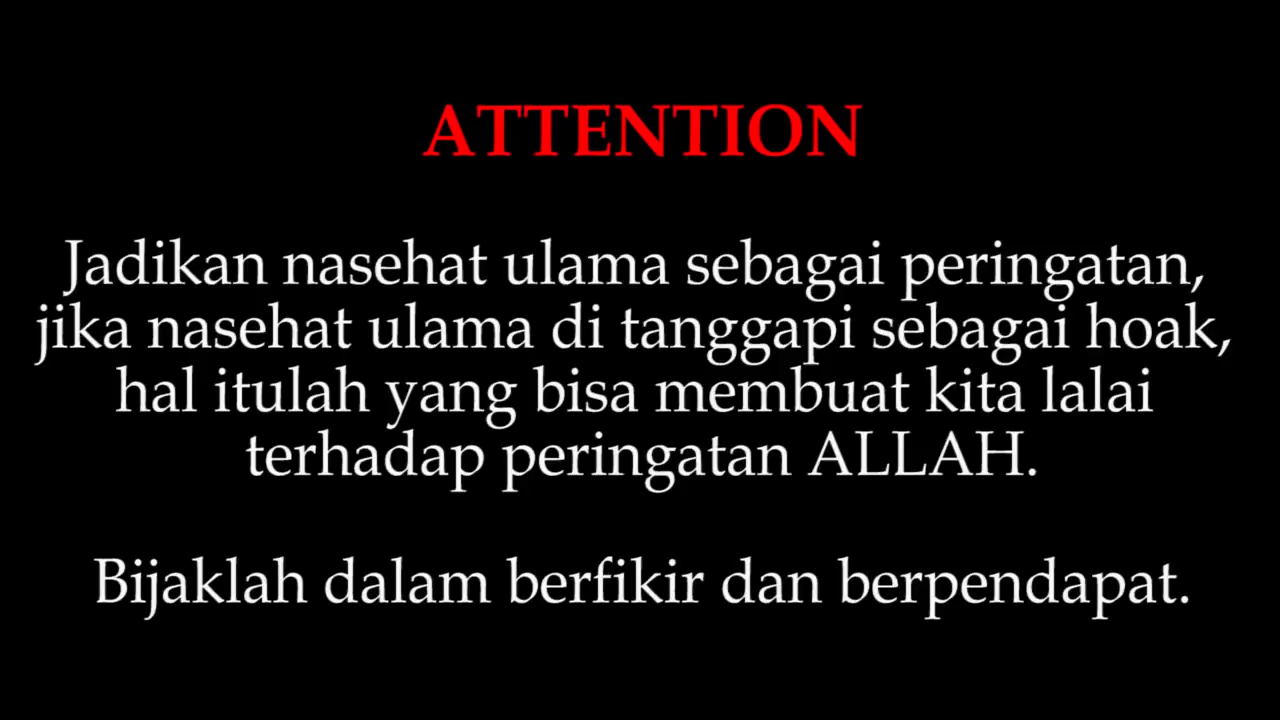 ATTENTION
Jadikan nasehat ulama sebagai peringatan,
jika nasehat ulama di tanggapi sebagai hoak,
hal itulah yang bisa membuat kita lalai
terhadap peringatan ALLAH.
Bijaklah dalam berfikir dan berpendapat.